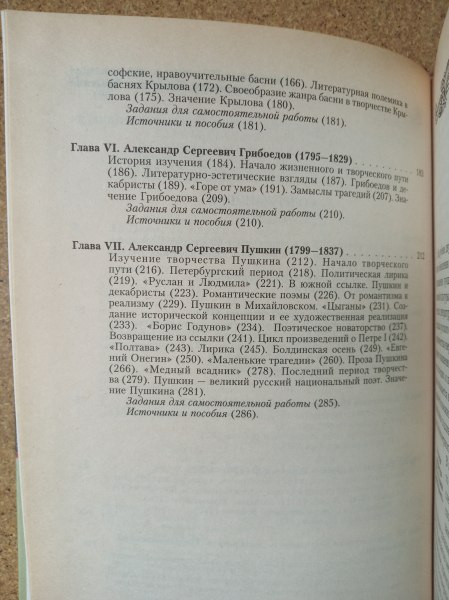 софские, нравоучительные басни (166). Литературная полемика в
баснях Крылова (172). Своеобразие жанра басни в творчестве Кры-
лова (175). Значение Крылова (180).
Задания для самостоятельной работы (181).
Источники и пособия (181).
Глава VI. Александр Сергеевич Грибоедов (1795—1829) . . . . . . . . . .
История изучения (184). Начало жизненного и творческого пути
(186). Литературно-эстетические взгляды (187). Грибоедов и де-
кабристы (189). «Горе от ума» (191). Замыслы трагедий (207). Зна-
чение Грибоедова (209).
Задания для самостоятельной работы (210).
Источники и пособия (210).
Глава VII. Александр Сергеевич Пушкин (1799—1837) . . . . . . . . . . 212
Изучение творчества Пушкина (212). Начало творческого
пути (216). Петербургский период (218). Политическая лирика
(219). «Руслан и Людмила» (221). В южной ссылке. Пушкин и
декабристы (223). Романтические поэмы (226). От романтизма к
реализму (229). Пушкин в Михайловском. «Цыганы» (231). Соз-
дание исторической концепции и ее художественная реализация
(233). «Борис Годунов» (234). Поэтическое новаторство (237).
Возвращение из ссылки (241). Цикл произведений о Петре I (242).
«Полтава» (243). Лирика (245). Болдинская осень (249). «Евге-
ний Онегин» (250). «Маленькие трагедии» (260). Проза Пушкина
(266). «Медный всадник» (278). Последний период творчест-
ва (279). Пушкин — великий русский национальный поэт. Значе-
ние Пушкина (281).
Задания для самостоятельной работы (285).
Источники и пособия (286).